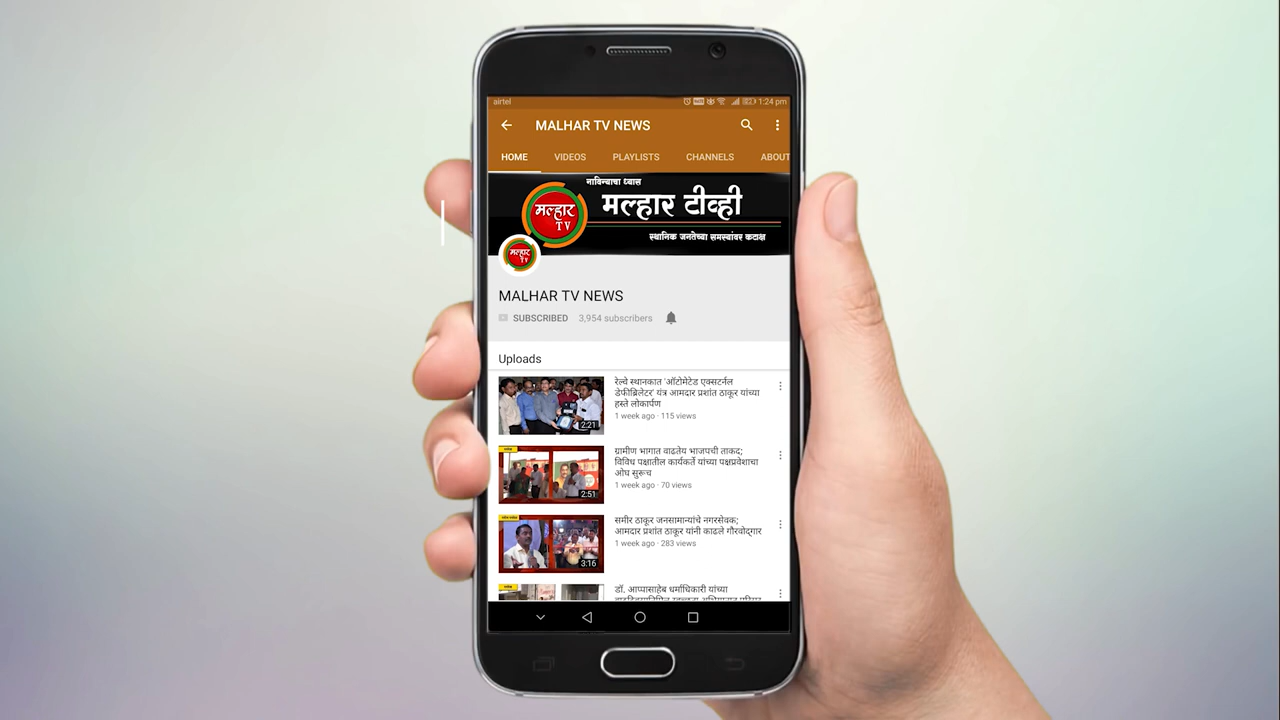 airtel 1:24 pm
MALHAR TV NEWS
HOME VIDEOS PLAYLISTS CHANNELS ABOUT
नाविन्याचा ध्यास
मल्हार टीव्ही
स्थानिक जनतेच्या समस्यांवर कटाक्ष
मल्हार
TV
मल्हार
TV
MALHAR TV NEWS
SUBSCRIBED 3,954 subscribers
Uploads
रेल्वे स्थानकात 'ऑटोमेटेड एक्सटर्नल
डेफीब्रिलेटर' यंत्र आमदार प्रशांत ठाकूर यांच्या
हस्ते लोकार्पण
1 week ago · 115 views
2:21
ग्रामीण भागात वाढतेय भाजपची ताकद;
विविध पक्षातील कार्यकर्ते यांच्या पक्षप्रवेशाचा
ओघ सुरूच
1 week ago · 70 views
2:51
समीर ठाकूर जनसामान्यांचे नगरसेवक;
आमदार प्रशांत ठाकूर यांनी काढले गौरवोद्गार
1 week ago · 283 views
3:16
डॉ. आप्पासाहेब धर्माधिकारी यांच्या